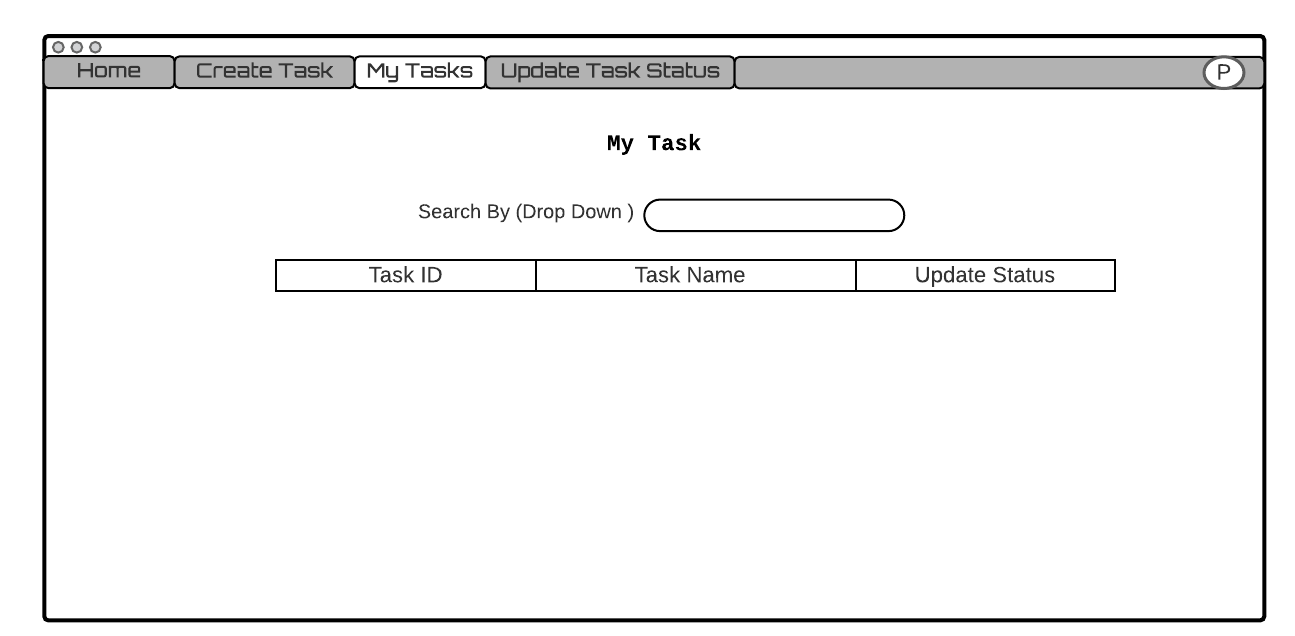 Home Create Task My Tasks Update Task Status P
My Task
Search By (Drop Down )
Task ID Task Name Update Status